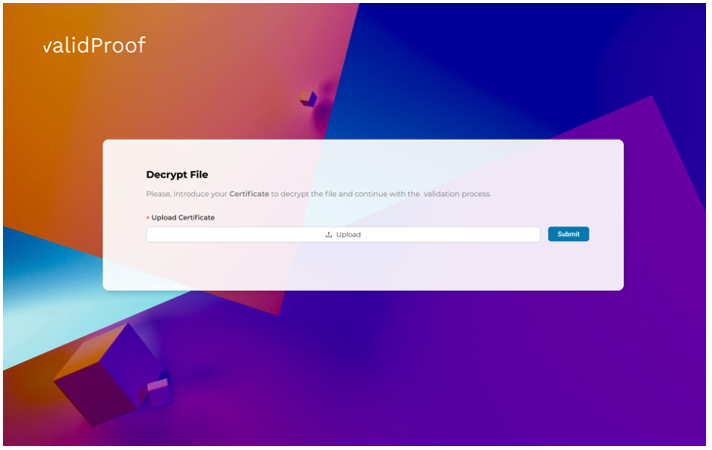 validProof
Decrypt File
Please, introduce your Certificate to decrypt the file and continue with the validation process.
* Upload Certificate
Upload
Submit